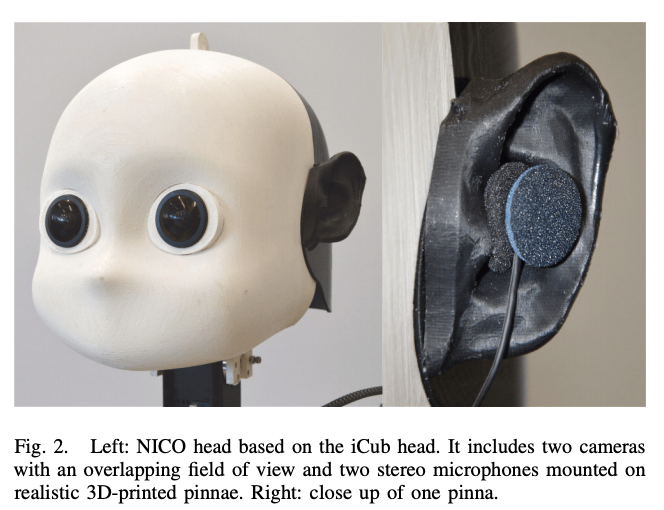 Fig. 2. Left: NICO head based on the iCub head. It includes two cameras
with an overlapping field of view and two stereo microphones mounted on
realistic 3D-printed pinnae. Right: close up of one pinna.